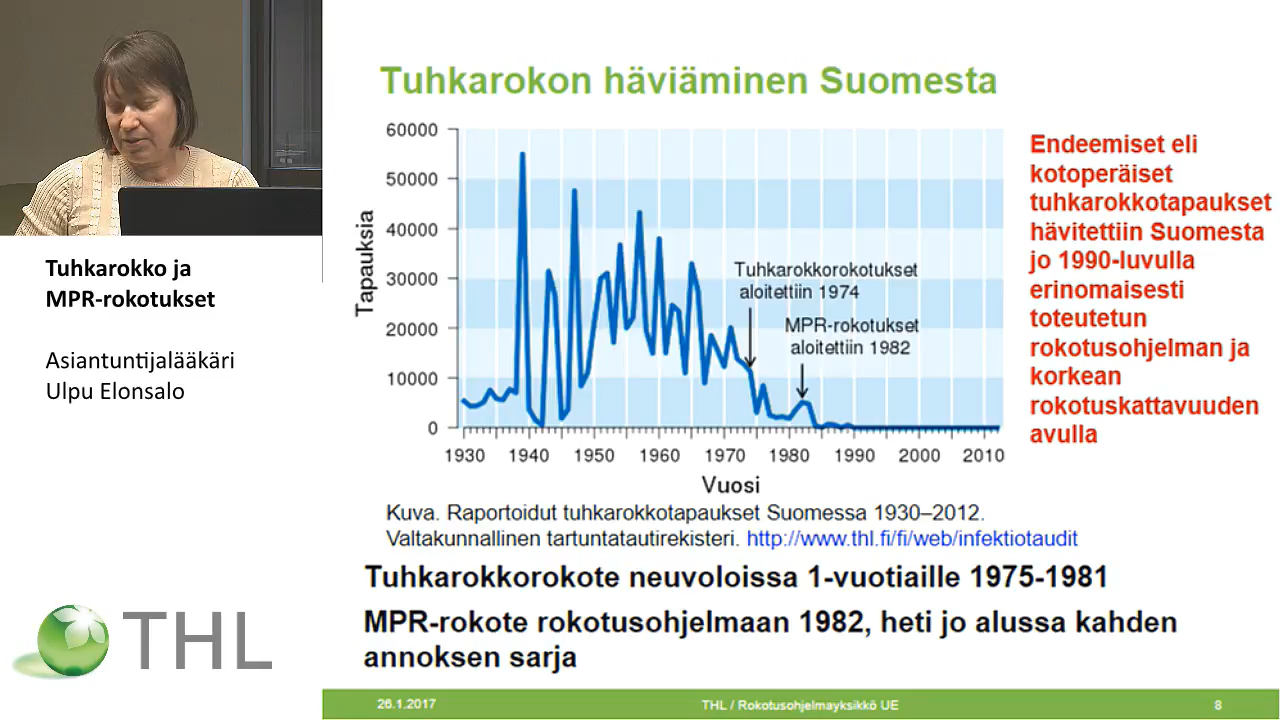 Tuhkarokon häviäminen Suomesta
60000
50000
40000
30000
20000
10000
0
Tapauksia
Tuhkarokkorokotukset
aloitettiin 1974
MPR-rokotukset
aloitettiin 1982
1930 1940 1950 1960 1970 1980 1990 2000 2010
Vuosi
Endeemiset eli
kotoperäiset
tuhkarokkotapaukset
hävitettiin Suomesta
jo 1990-luvulla
erinomaisesti
toteutetun
rokotusohjelman ja
korkean
rokotuskattavuuden
avulla
Kuva. Raportoidut tuhkarokkotapaukset Suomessa 1930–2012.
Valtakunnallinen tartuntatautirekisteri. http://www.thl.fi/fi/web/infektiotaudit
Tuhkarokkorokote neuvoloissa 1-vuotiaille 1975-1981
MPR-rokote rokotusohjelmaan 1982, heti jo alussa kahden
annoksen sarja
Tuhkarokko ja
MPR-rokotukset
Asiantuntijalääkäri
Ulpu Elonsalo
THL
26.1.2017
THL / Rokotusohjelmayksikkö UE
8